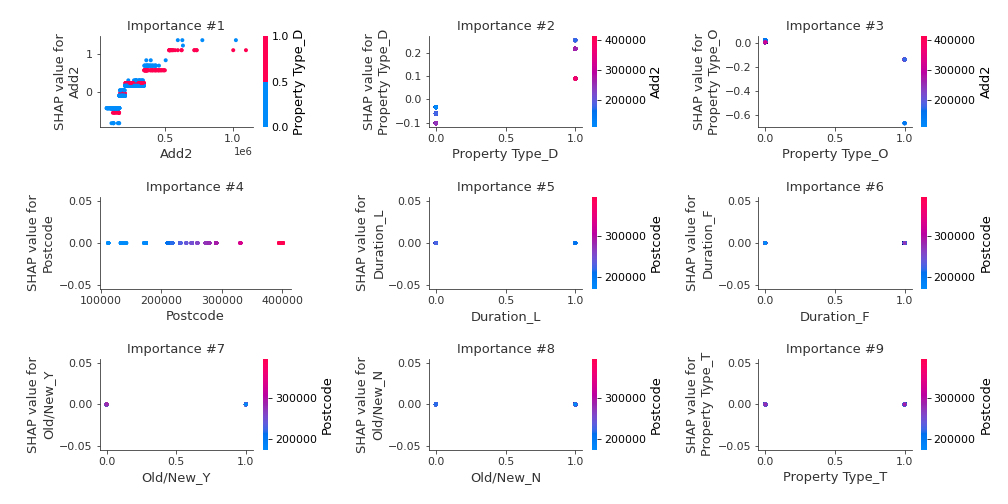 Importance #1
SHAP value for
Add2
1
0
0.5
1.0
1e6
Add2
1.0
0.5
0.0
Property Type_D
Importance #2
SHAP value for
Property Type_D
0.2
0.1
0.0
−0.1
0.0
0.5
1.0
Property Type_D
400000
300000
200000
Add2
Importance #3
SHAP value for
Property Type_O
0.0
−0.2
−0.4
−0.6
0.0
0.5
1.0
Property Type_O
400000
300000
200000
Add2
Importance #4
SHAP value for
Postcode
0.05
0.00
−0.05
100000
200000
300000
400000
Postcode
Importance #5
SHAP value for
Duration_L
0.05
0.00
−0.05
0.0
0.5
1.0
Duration_L
300000
200000
Postcode
Importance #6
SHAP value for
Duration_F
0.05
0.00
−0.05
0.0
0.5
1.0
Duration_F
300000
200000
Postcode
Importance #7
SHAP value for
Old/New_Y
0.05
0.00
−0.05
0.0
0.5
1.0
Old/New_Y
300000
200000
Postcode
Importance #8
SHAP value for
Old/New_N
0.05
0.00
−0.05
0.0
0.5
1.0
Old/New_N
300000
200000
Postcode
Importance #9
SHAP value for
Property Type_T
0.05
0.00
−0.05
0.0
0.5
1.0
Property Type_T
300000
200000
Postcode